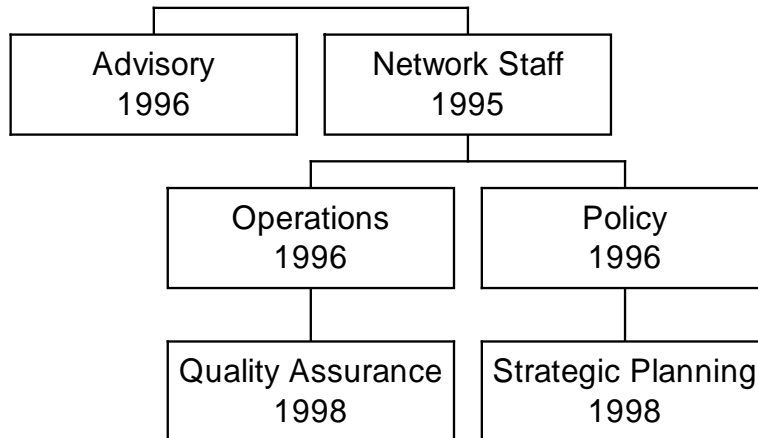 Advisory
1996
Network Staff
1995
Operations
1996
Policy
1996
Quality Assurance
1998
Strategic Planning
1998